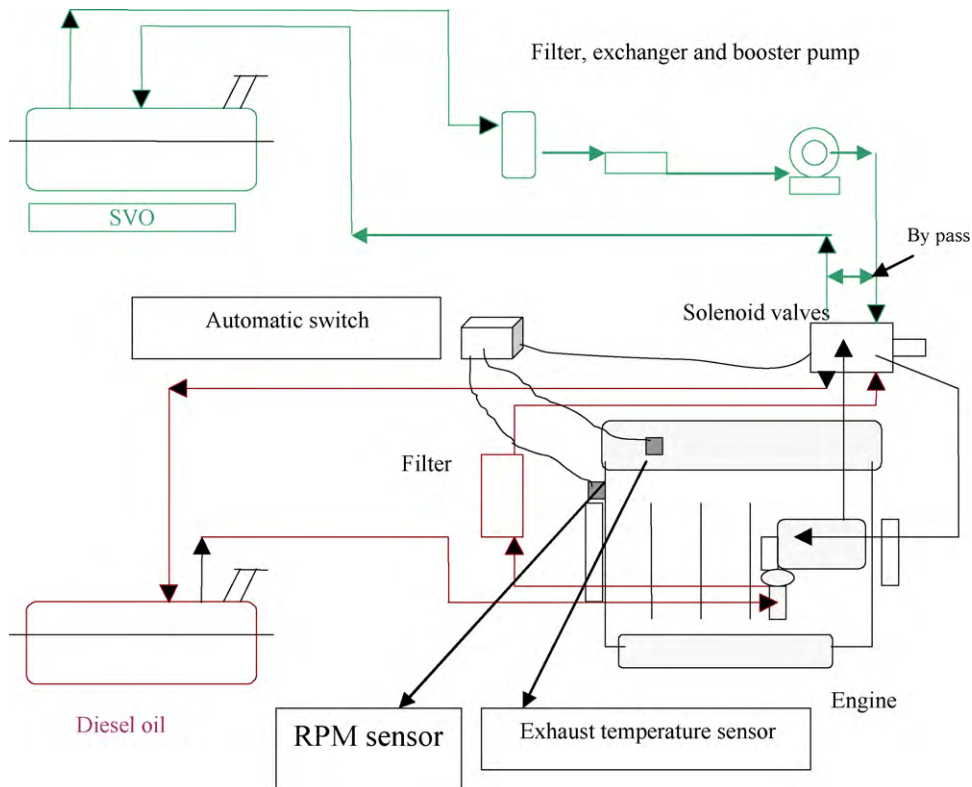 Filter, exchanger and booster pump
SVO
By pass
Solenoid valves
Automatic switch
Filter
Engine
Diesel oil
RPM sensor
Exhaust temperature sensor